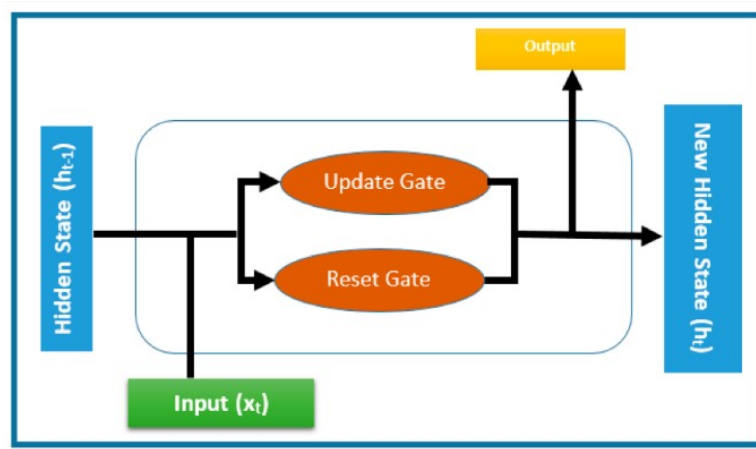 Output
Hidden State (ht-1)
Update Gate
Reset Gate
New Hidden State (ht)
Input (xt)